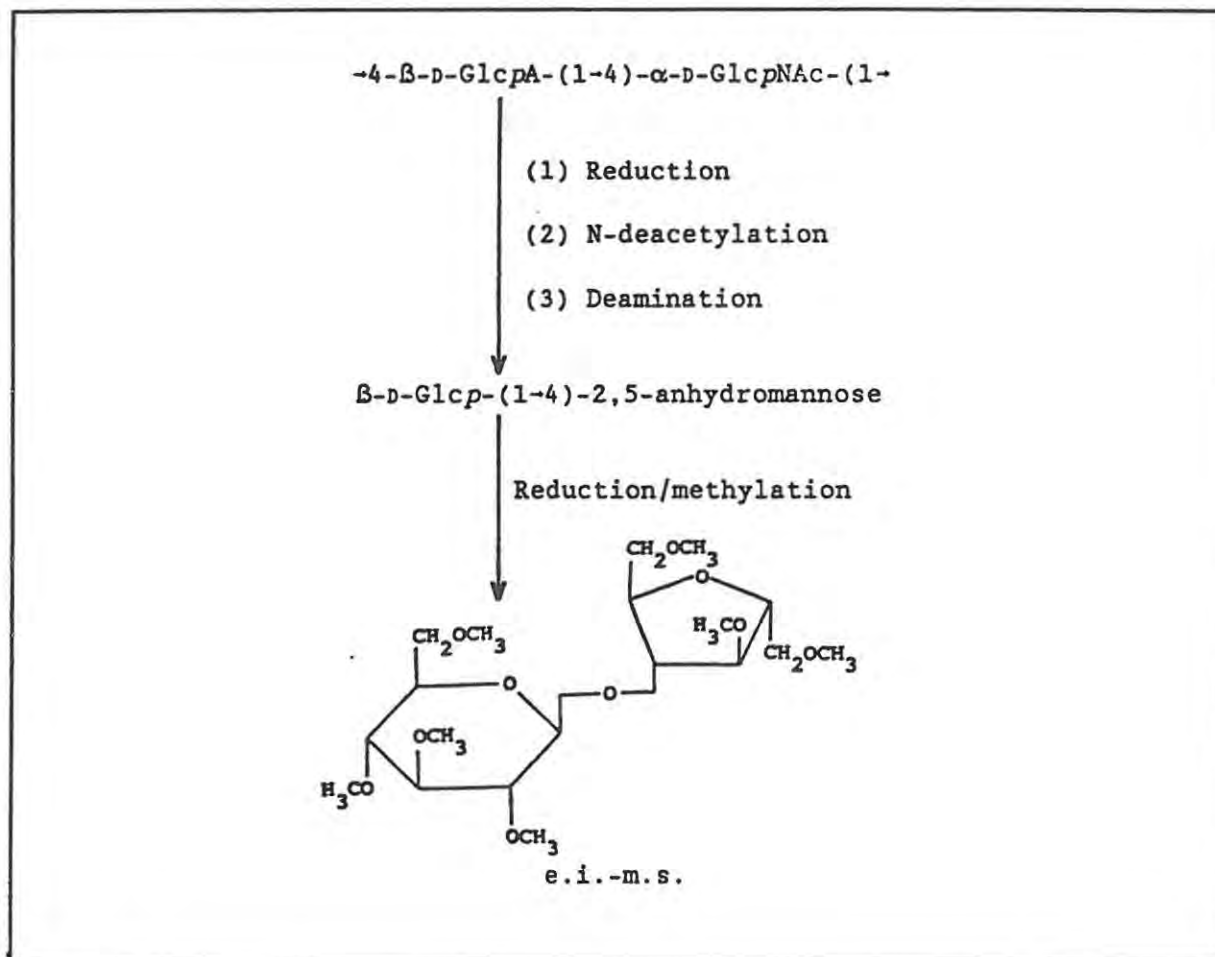 →4-β-D-GlcpA-(1→4)-α-D-GlcpNAc-(1→
(1) Reduction
(2) N-deacetylation
(3) Deamination
β-D-Glcp-(1→4)-2,5-anhydromannose
Reduction/methylation
CH2OCH3
O
H3CO
CH2OCH3
CH2OCH3
O
O
OCH3
H3CO
OCH3
e.i.-m.s.